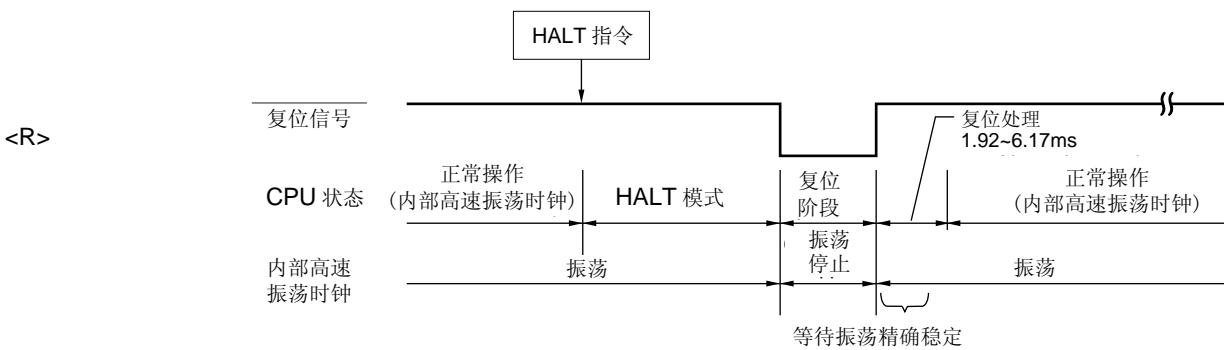 HALT 指令
复位信号
<R>
复位处理
1.92~6.17ms
CPU 状态
正常操作
(内部高速振荡时钟)
HALT 模式
复位
阶段
正常操作
(内部高速振荡时钟)
内部高速
振荡时钟
振荡
振荡
停止
振荡
等待振荡精确稳定